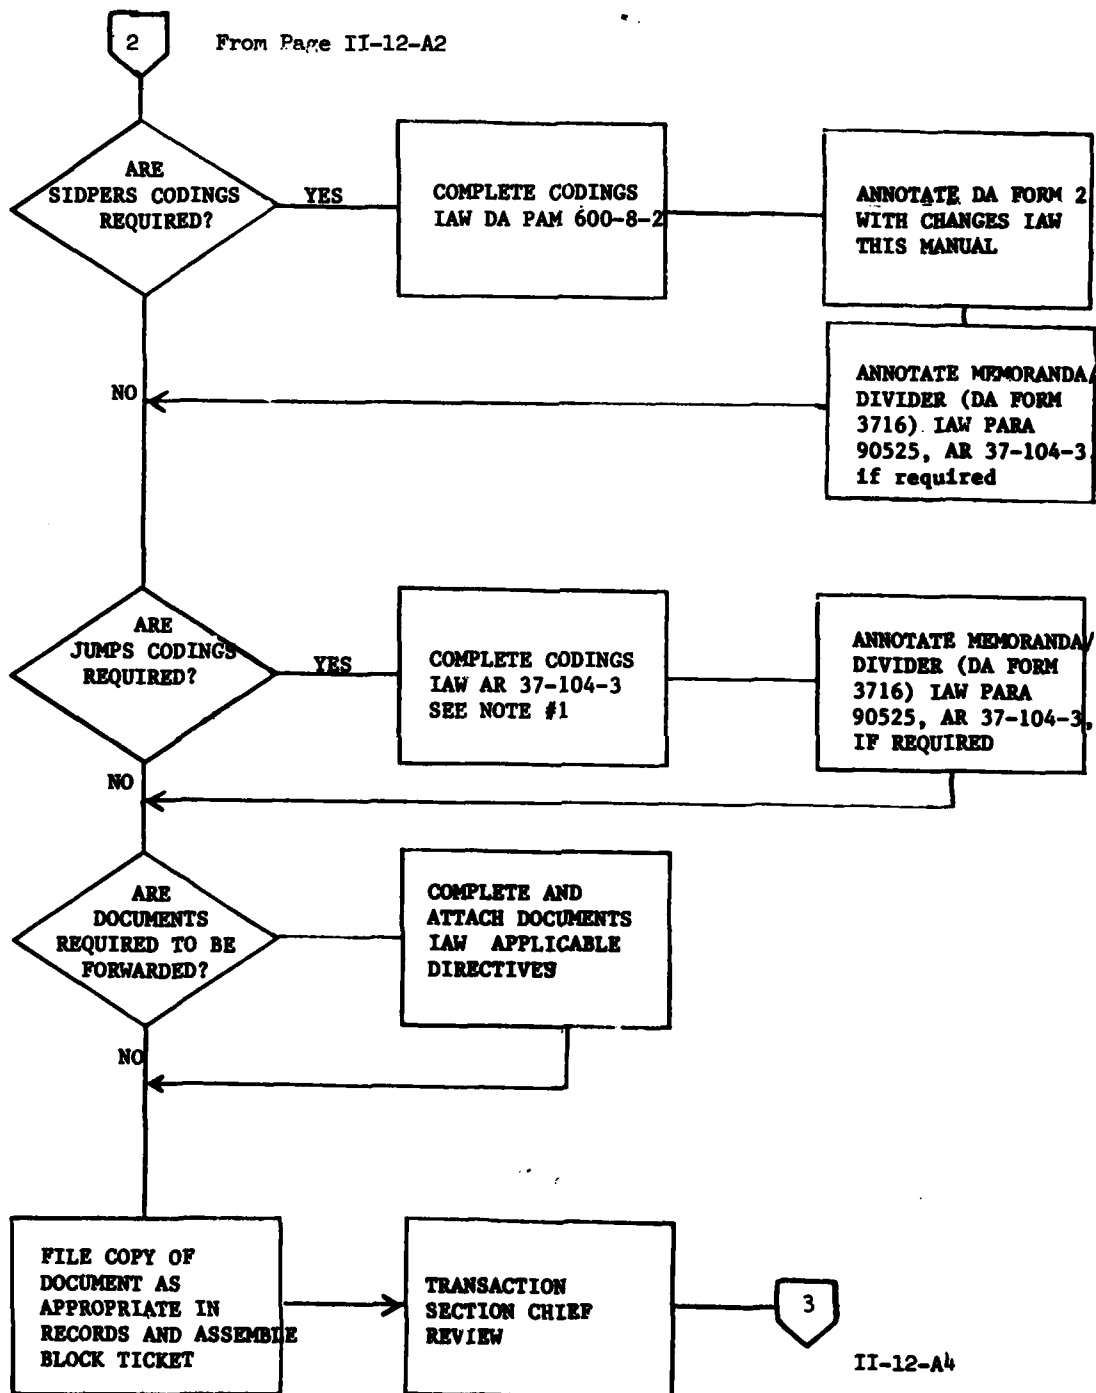 2
From Page II-12-A2
ARE
SIDPERS CODINGS
REQUIRED?
YES
COMPLETE CODINGS
IAW DA PAM 600-8-2
ANNOTATE DA FORM 2
WITH CHANGES IAW
THIS MANUAL
NO
ANNOTATE MEMORANDA/
DIVIDER (DA FORM
3716) IAW PARA
90525, AR 37-104-3
if required
ARE
JUMPS CODINGS
REQUIRED?
YES
COMPLETE CODINGS
IAW AR 37-104-3
SEE NOTE #1
ANNOTATE MEMORANDA/
DIVIDER (DA FORM
3716) IAW PARA
90525, AR 37-104-3,
IF REQUIRED
NO
ARE
DOCUMENTS
REQUIRED TO BE
FORWARDED?
COMPLETE AND
ATTACH DOCUMENTS
IAW APPLICABLE
DIRECTIVES
NO
FILE COPY OF
DOCUMENT AS
APPROPRIATE IN
RECORDS AND ASSEMBLE
BLOCK TICKET
TRANSACTION
SECTION CHIEF
REVIEW
3
II-12-A4